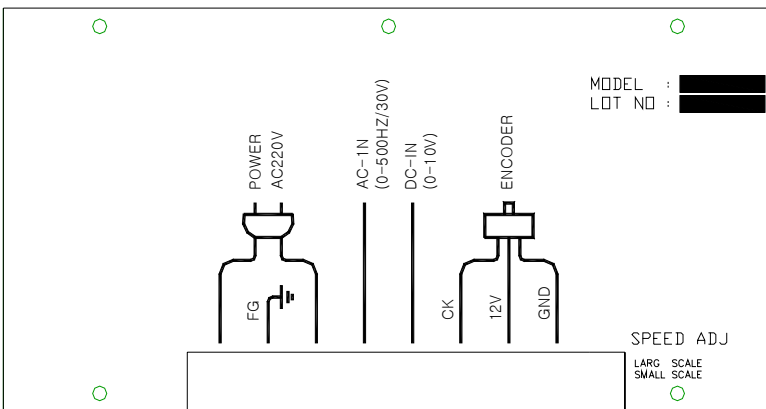 MODEL :
LOT NO :
POWER
AC220V
AC-1N
(0-500HZ/30V)
DC-IN
(0-10V)
ENCODER
FG
CK
12V
GND
SPEED ADJ
LARG SCALE
SMALL SCALE